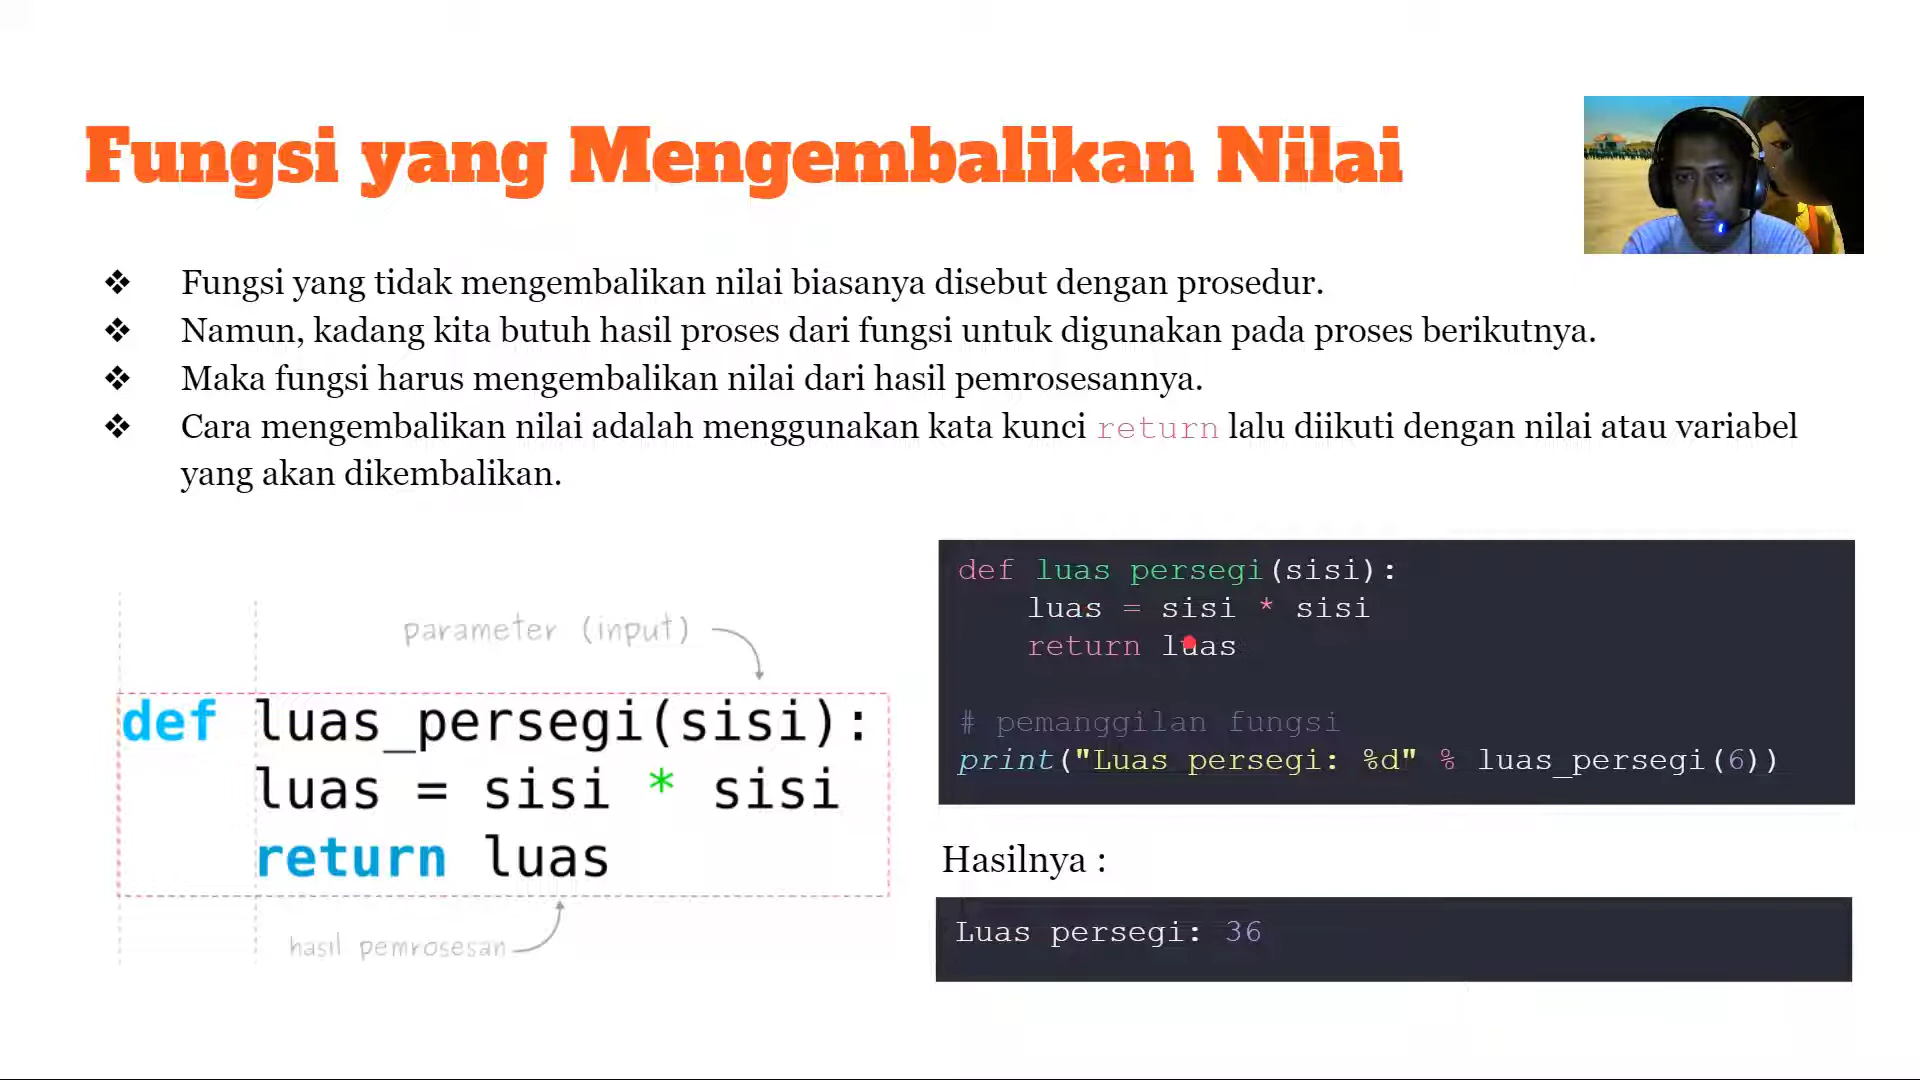 Fungsi yang Mengembalikan Nilai
❖ Fungsi yang tidak mengembalikan nilai biasanya disebut dengan prosedur.
❖ Namun, kadang kita butuh hasil proses dari fungsi untuk digunakan pada proses berikutnya.
❖ Maka fungsi harus mengembalikan nilai dari hasil pemrosesannya.
❖ Cara mengembalikan nilai adalah menggunakan kata kunci return lalu diikuti dengan nilai atau variabel
yang akan dikembalikan.
parameter (input)
def luas_persegi(sisi):
luas = sisi * sisi
return luas
hasil pemrosesan
def luas persegi(sisi):
luas = sisi * sisi
return luas
# pemanggilan fungsi
print("Luas persegi: %d" % luas_persegi(6))
Hasilnya :
Luas persegi: 36